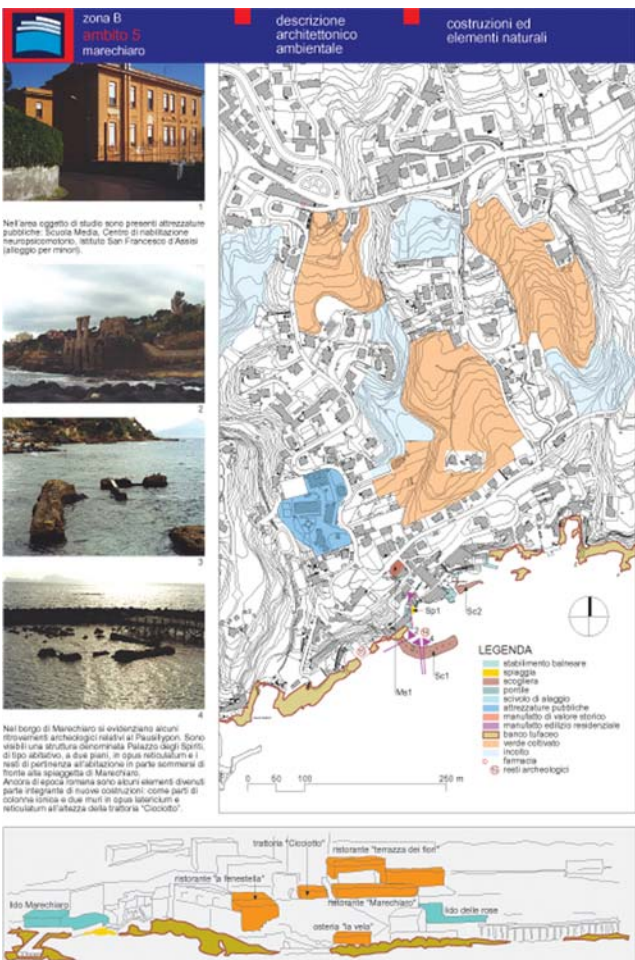 zona B
ambito 5
marechiaro
descrizione
architettonico
ambientale
costruzioni ed
elementi naturali
1
Nell'area oggetto di studio sono presenti attrezzature
pubbliche: Scuola Media, Centro di riabilitazione
neuropsicomotorio, Istituto San Francesco d'Assisi
(alloggio per minori).
2
3
4
Nel borgo di Marechiaro si evidenziano alcuni
ritrovamenti archeologici relativi al Pausillypon. Sono
visibili una struttura denominata Palazzo degli Spiriti,
di tipo abitativo, a due piani, in opus reticulatum e i
resti di pertinenza all'abitazione in parte sommersi di
fronte alla spiaggetta di Marechiaro.
Ancora di epoca romana sono alcuni elementi divenuti
parte integrante di nuove costruzioni: come parti di
colonne ionica e due muri in opus latericium e
reticulatum all'altezza della trattoria "Cicciotto".
Sp1
Sc2
Sc1
Ms1
LEGENDA
stabilimento balneare
spiaggia
scogliera
pontile
scivolo di alaggio
attrezzature pubbliche
manufatto di valore storico
manufatto edilizio residenziale
banco tufaceo
verde coltivato
incolto
farmacia
resti archeologici
0 50 100 250 m
trattoria "Cicciotto"
ristorante "terrazza dei fiori"
ristorante "a fenestella"
lido Marechiaro
ristorante "Marechiaro"
lido delle rose
osteria "la vela"